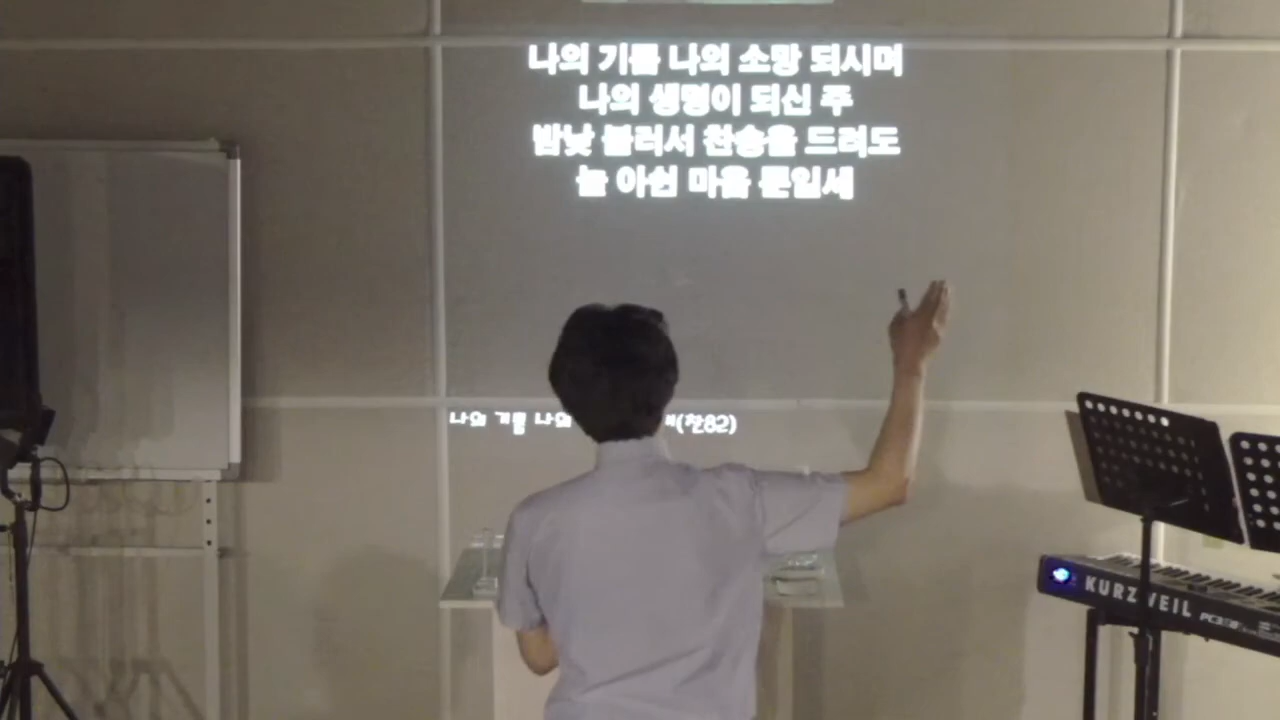 나의 기쁨 나의 소망 되시며
나의 생명이 되신 주
밤낮 불러서 찬송을 드려도
늘 아쉰 마음 뿐일세
나의 기쁨 나의
(찬82)
KURZWEIL